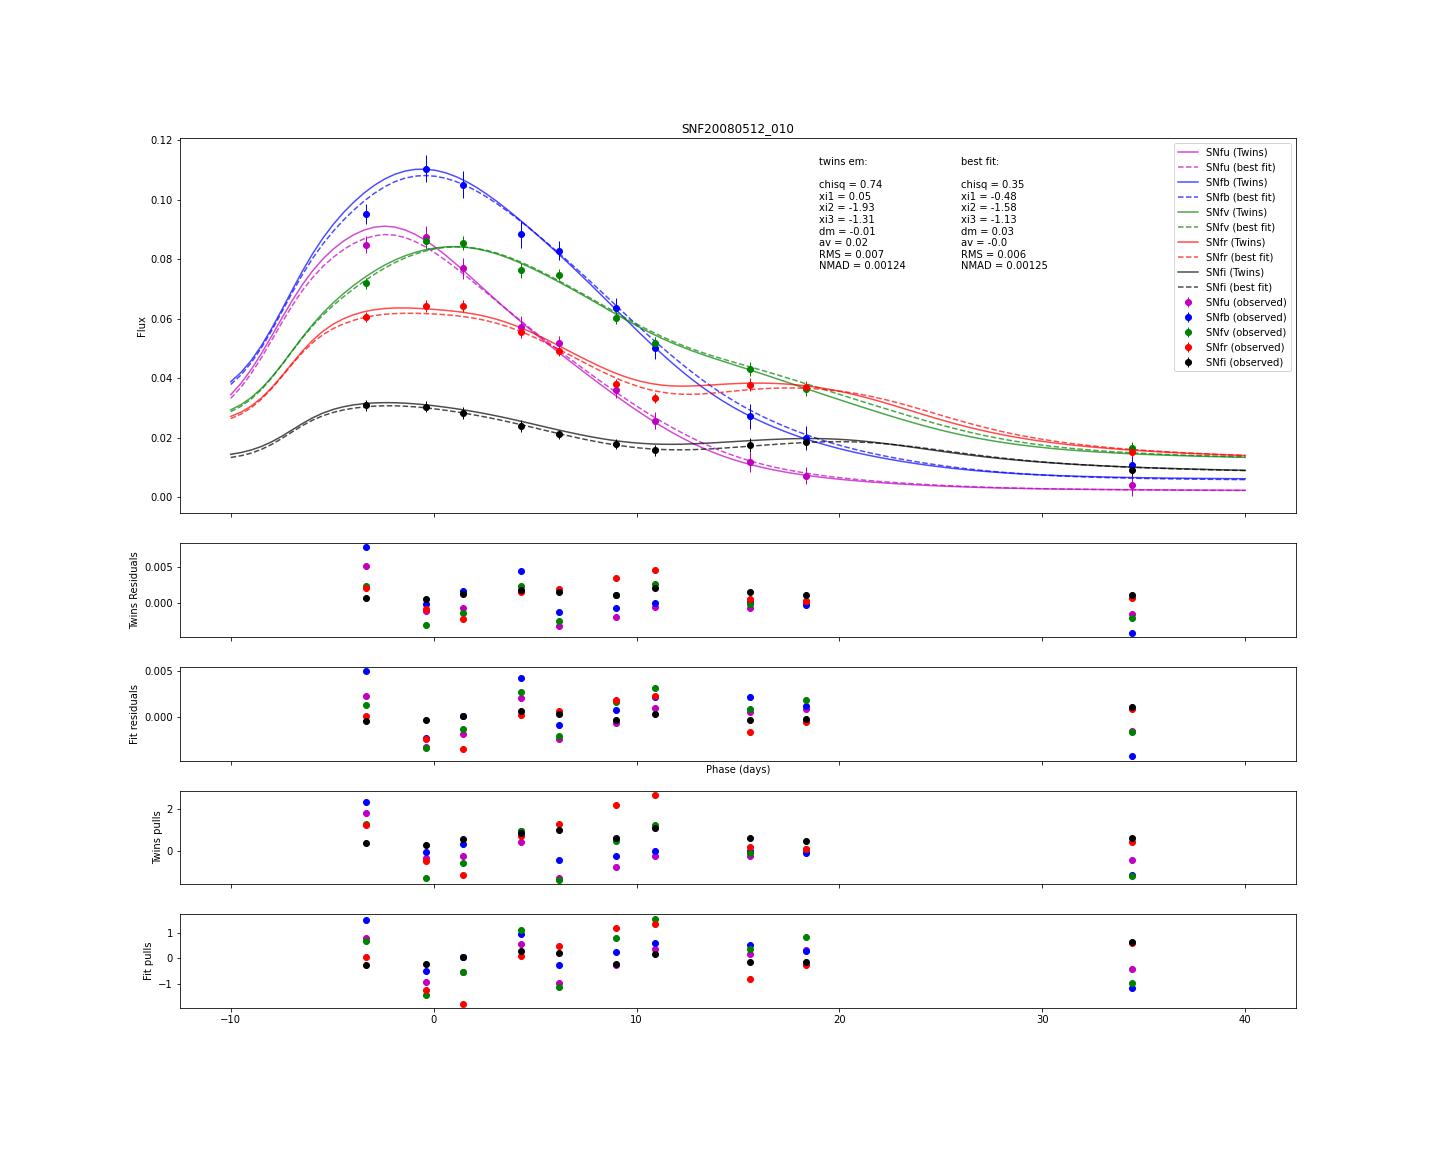 SNF20080512_010
0.12
0.10
0.08
0.06
0.04
0.02
0.00
Flux
twins em:
chisq = 0.74
xi1 = 0.05
xi2 = -1.93
xi3 = -1.31
dm = -0.01
av = 0.02
RMS = 0.007
NMAD = 0.00124
best fit:
chisq = 0.35
xi1 = -0.48
xi2 = -1.58
xi3 = -1.13
dm = 0.03
av = -0.0
RMS = 0.006
NMAD = 0.00125
SNfu (Twins)
SNfu (best fit)
SNfb (Twins)
SNfb (best fit)
SNfv (Twins)
SNfv (best fit)
SNfr (Twins)
SNfr (best fit)
SNfi (Twins)
SNfi (best fit)
SNfu (observed)
SNfb (observed)
SNfv (observed)
SNfr (observed)
SNfi (observed)
0.005
0.000
Twins Residuals
0.005
0.000
Fit residuals
Phase (days)
2
0
Twins pulls
1
0
−1
Fit pulls
−10
0
10
20
30
40